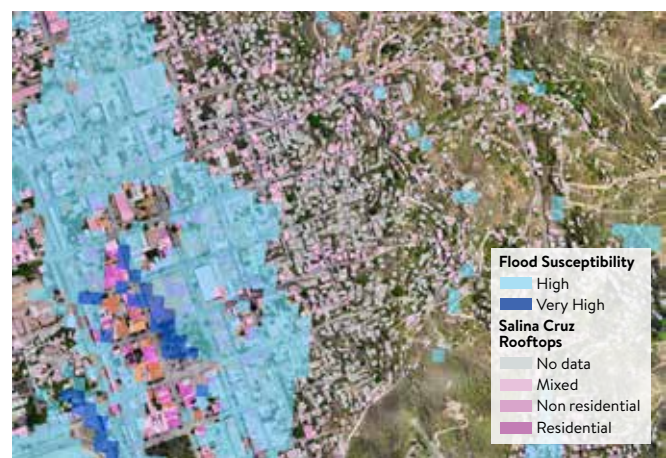 Flood Susceptibility
High
Very High
Salina Cruz
Rooftops
No data
Mixed
Non residential
Residential